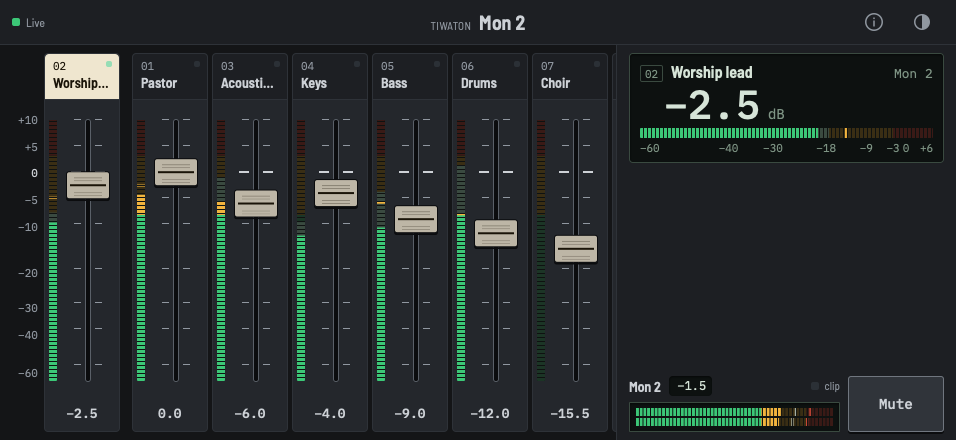 Live
TIWATON Mon 2
02
Worship...
01
Pastor
03
Acousti...
04
Keys
05
Bass
06
Drums
07
Choir
+10
+5
0
−5
−10
−20
−30
−40
−60
−2.5
0.0
−6.0
−4.0
−9.0
−12.0
−15.5
02 Worship lead Mon 2
−2.5 dB
−60 −40 −30 −18 −9 −3 0 +6
Mon 2 −1.5 clip
Mute